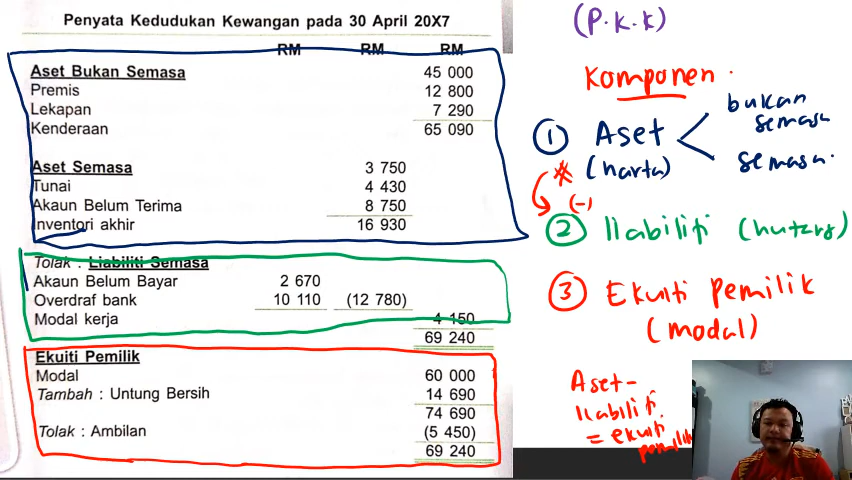 Penyata Kedudukan Kewangan pada 30 April 20X7
RM RM RM
Aset Bukan Semasa 45 000
Premis 12 800
Lekapan 7 290
Kenderaan 65 090
Aset Semasa 3 750
Tunai 4 430
Akaun Belum Terima 8 750
Inventori akhir 16 930
Tolak : Liabiliti Semasa
Akaun Belum Bayar 2 670
Overdraf bank 10 110 (12 780)
Modal kerja 4 150
69 240
Ekuiti Pemilik
Modal 60 000
Tambah : Untung Bersih 14 690
74 690
Tolak : Ambilan (5 450)
69 240
(P.K.K)
Komponen.
① Aset
(harta)
bukan
semasa
semasa.
* (-)
② liabiliti (hutang)
③ Ekuiti pemilik
(modal)
Aset -
liabiliti.
= ekuiti
pemilik